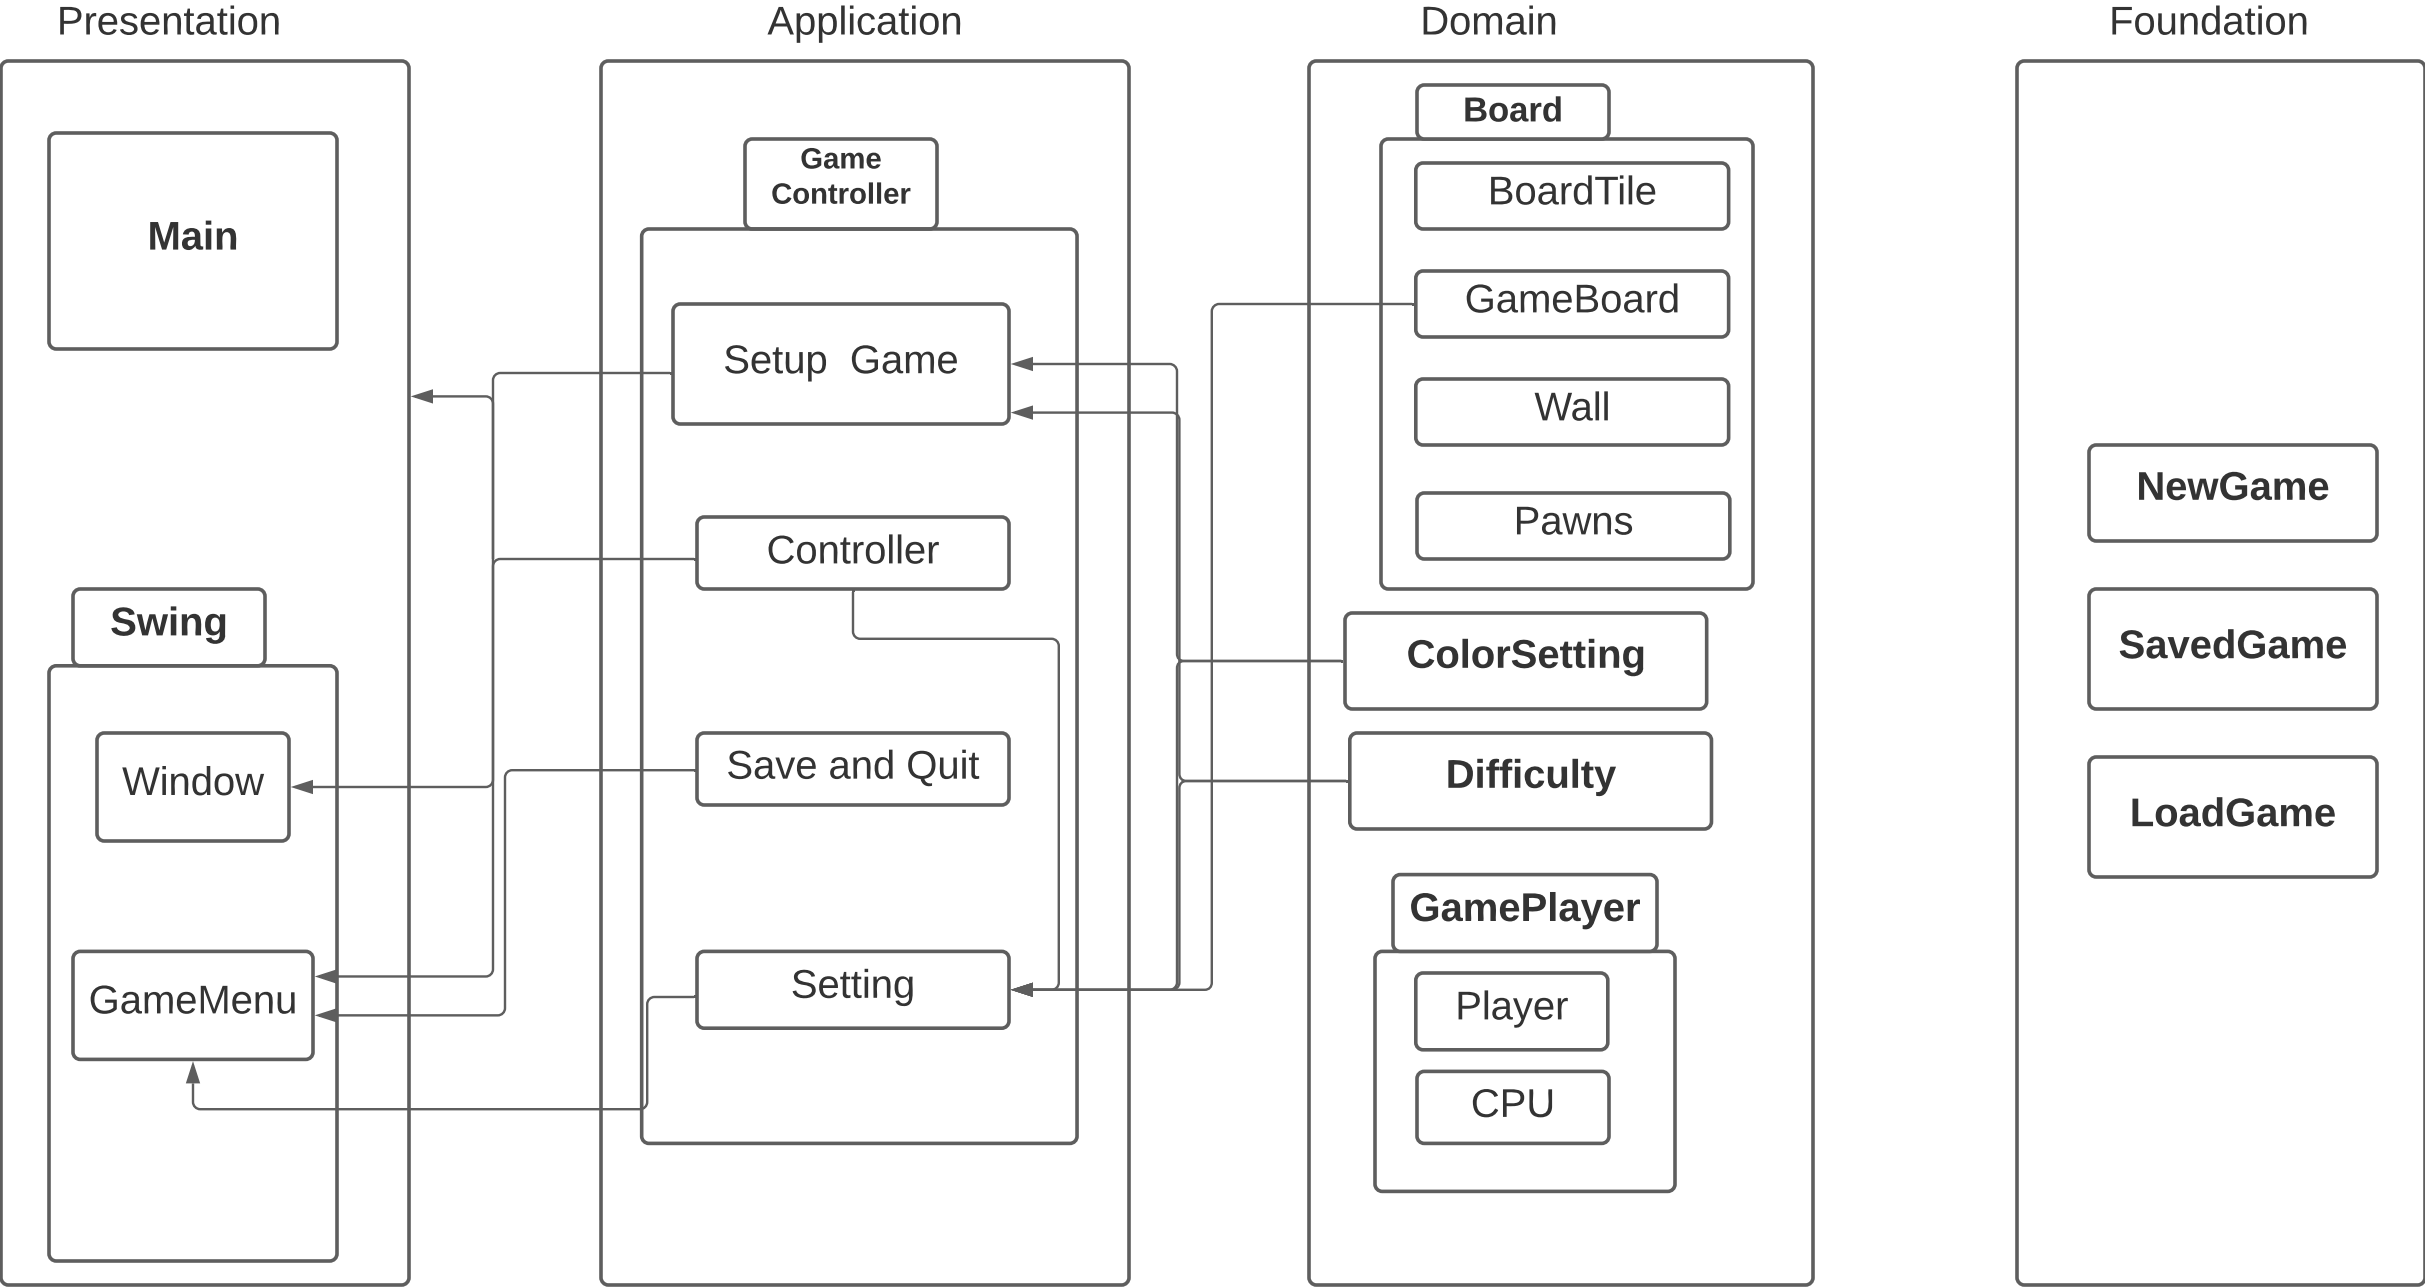 Presentation
Application
Domain
Foundation
Main
Swing
Window
GameMenu
Game
Controller
Setup  Game
Controller
Save and Quit
Setting
Board
BoardTile
GameBoard
Wall
Pawns
ColorSetting
Difficulty
GamePlayer
Player
CPU
NewGame
SavedGame
LoadGame